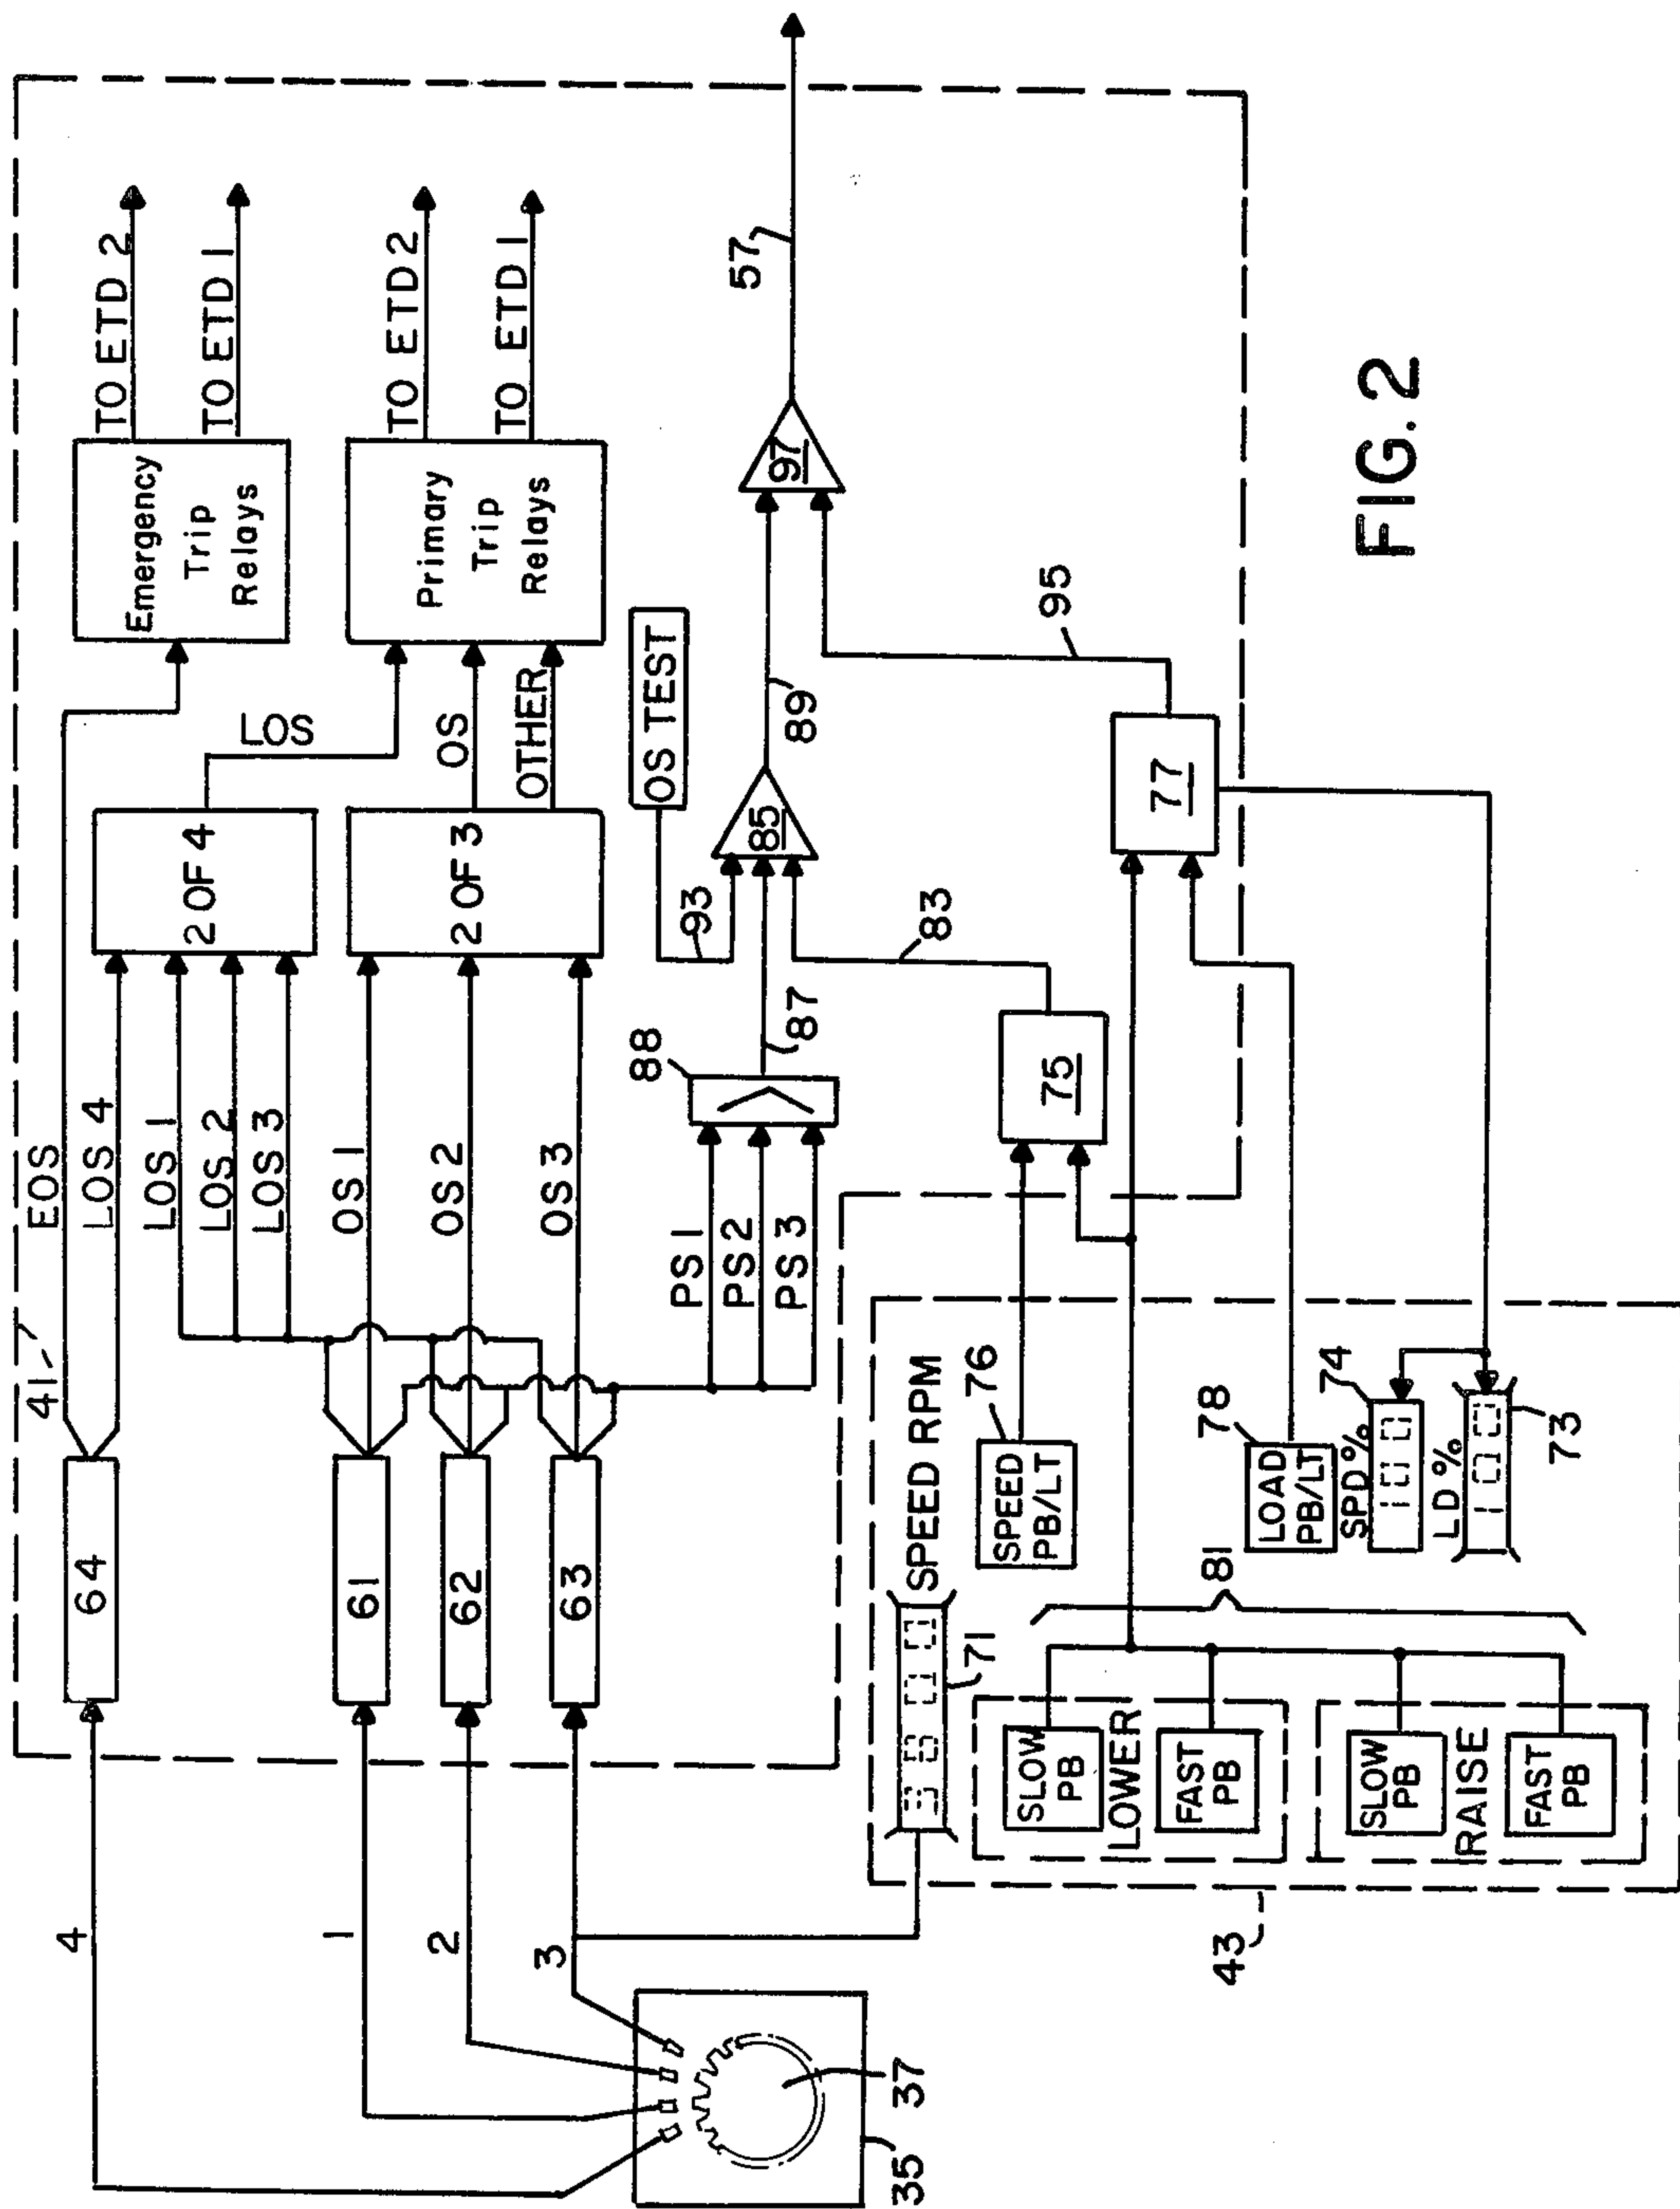 4
1
2
3
35
37
64
61
62
63
41
EOS
LOS 4
LOS 1
LOS 2
LOS 3
OS 1
OS 2
OS 3
PS 1
PS 2
PS 3
2 OF 4
2 OF 3
LOS
OS
OTHER
Emergency
Trip
Relays
Primary
Trip
Relays
TO ETD 2
TO ETD 1
TO ETD 2
TO ETD 1
OS TEST
93
88
87
85
89
97
57
83
75
77
95
43
SPEED RPM
71
SPEED
PB/LT
76
SLOW
PB
FAST
PB
LOWER
SLOW
PB
FAST
PB
RAISE
81
LOAD
PB/LT
78
SPD %
100
74
LD %
100
73
FIG. 2